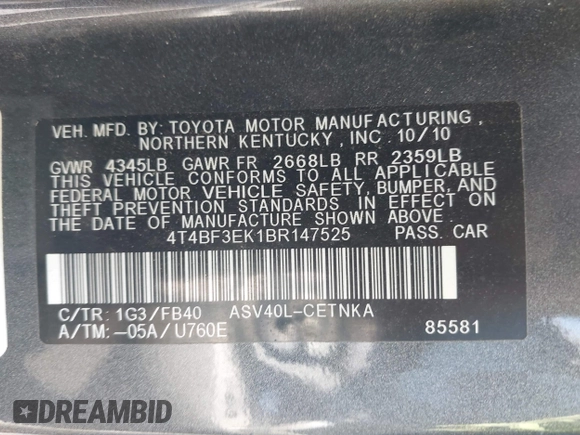 VEH. MFD. BY: TOYOTA MOTOR MANUFACTURING,
NORTHERN KENTUCKY, INC. 10/10
GVWR 4345LB GAWR FR 2668LB RR 2359LB
THIS VEHICLE CONFORMS TO ALL APPLICABLE
FEDERAL MOTOR VEHICLE SAFETY, BUMPER, AND
THEFT PREVENTION STANDARDS IN EFFECT ON
THE DATE OF MANUFACTURE SHOWN ABOVE.
4T4BF3EK1BR147525 PASS. CAR
C/TR: 1G3/FB40 ASV40L-CETNKA
A/TM: -05A/U760E 85581
DREAMBID